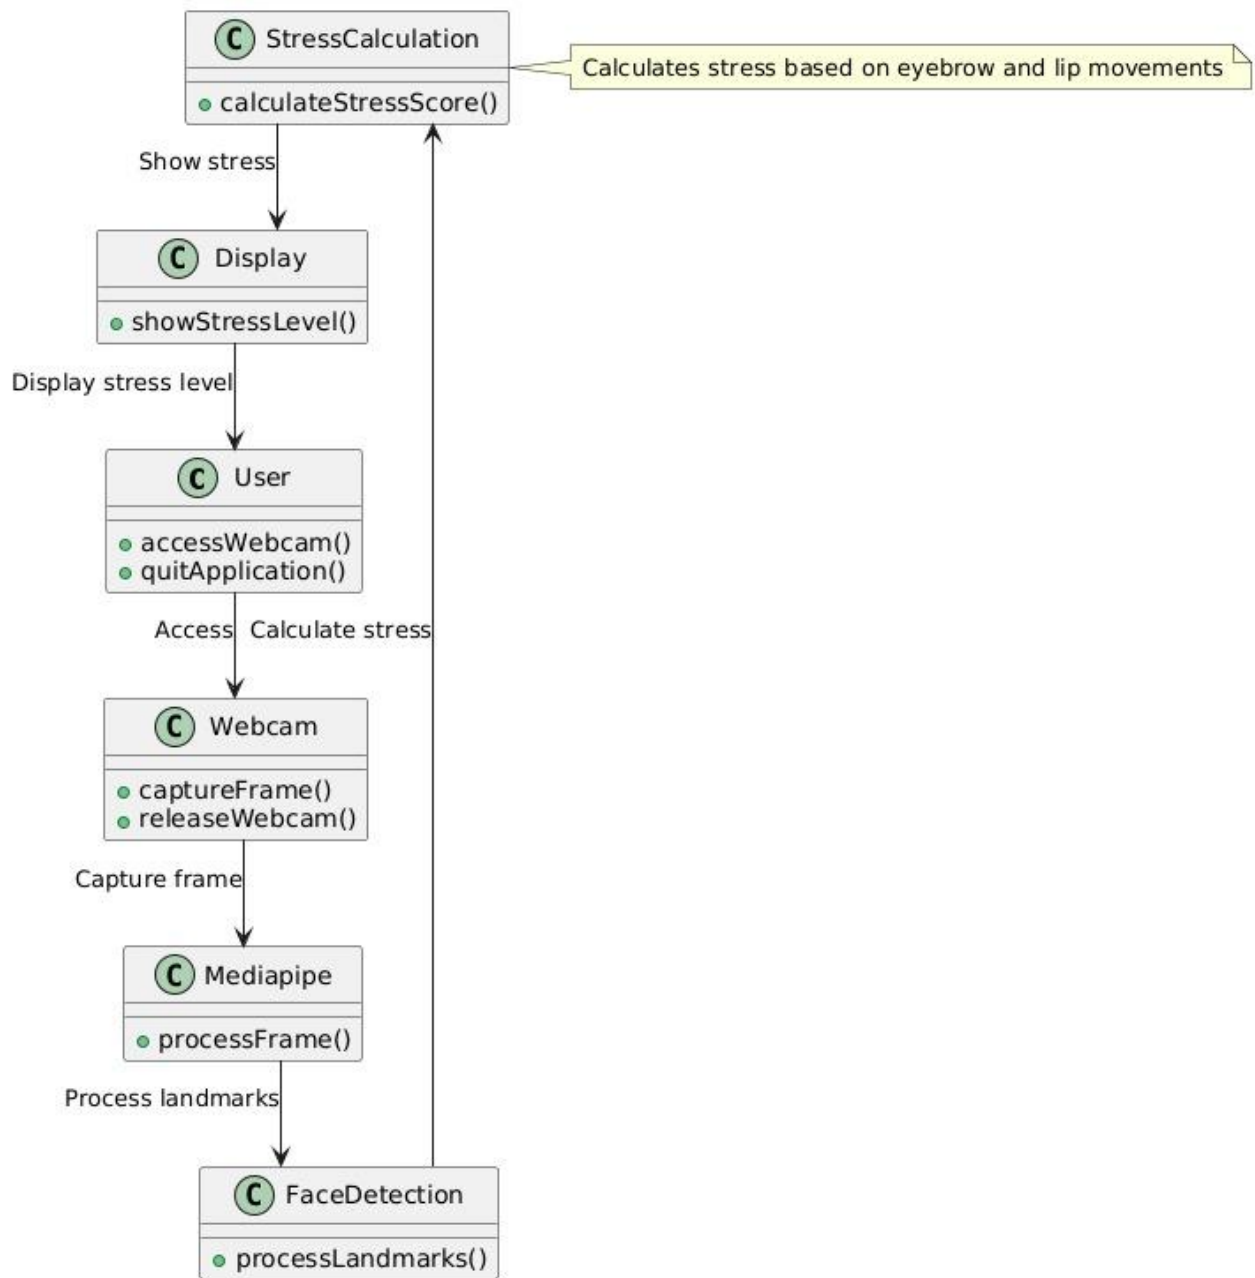 C StressCalculation
calculateStressScore()
Calculates stress based on eyebrow and lip movements
Show stress
C Display
showStressLevel()
Display stress level
C User
accessWebcam()
quitApplication()
Access
Calculate stress
C Webcam
captureFrame()
releaseWebcam()
Capture frame
C Mediapipe
processFrame()
Process landmarks
C FaceDetection
processLandmarks()